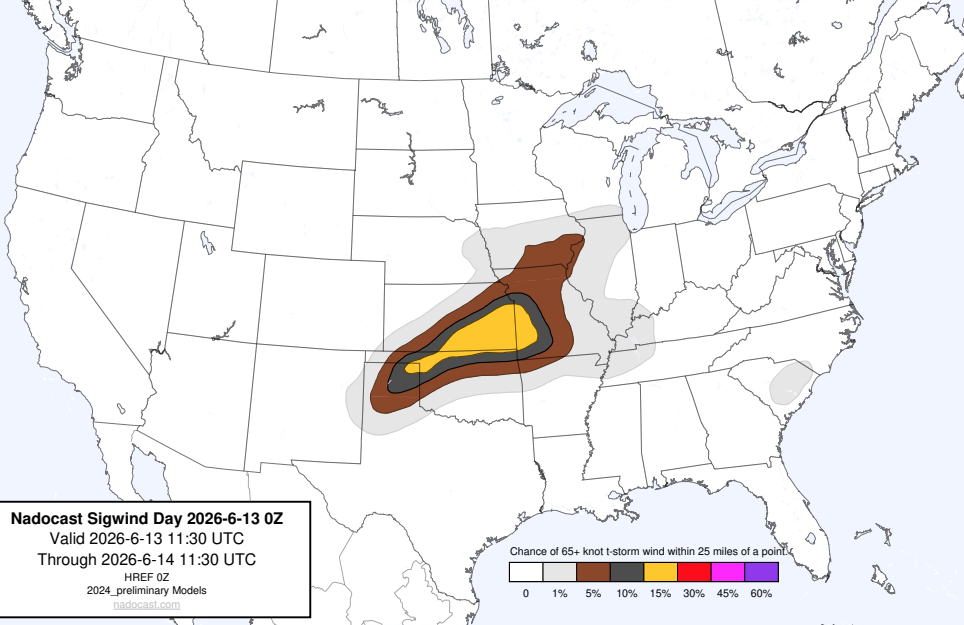 Nadocast Sigwind Day 2026-6-13 0Z
Valid 2026-6-13 11:30 UTC
Through 2026-6-14 11:30 UTC
HREF 0Z
2024_preliminary Models
nadocast.com
Chance of 65+ knot t-storm wind within 25 miles of a point.
0 1% 5% 10% 15% 30% 45% 60%